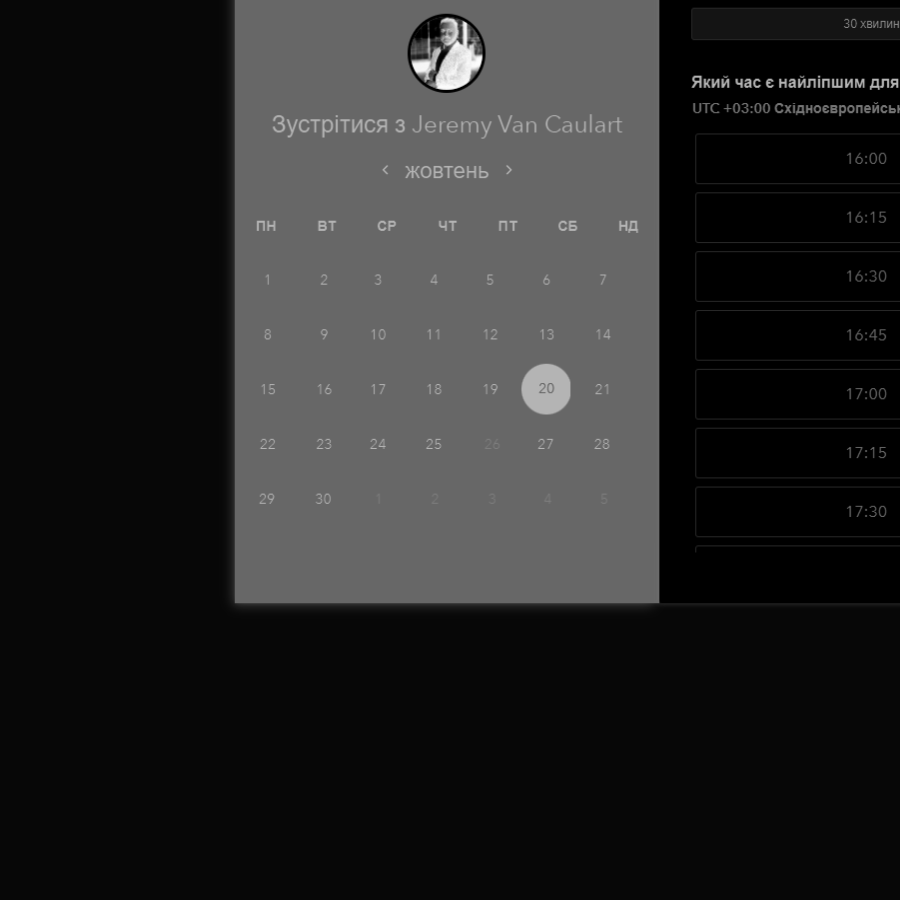 Зустрітися з Jeremy Van Caulart
жовтень
ПН ВТ СР ЧТ ПТ СБ НД
1 2 3 4 5 6 7
8 9 10 11 12 13 14
15 16 17 18 19 20 21
22 23 24 25 26 27 28
29 30 1 2 3 4 5
30 хвилин
Який час є найліпшим для
UTC +03:00
16:00
16:15
16:30
16:45
17:00
17:15
17:30